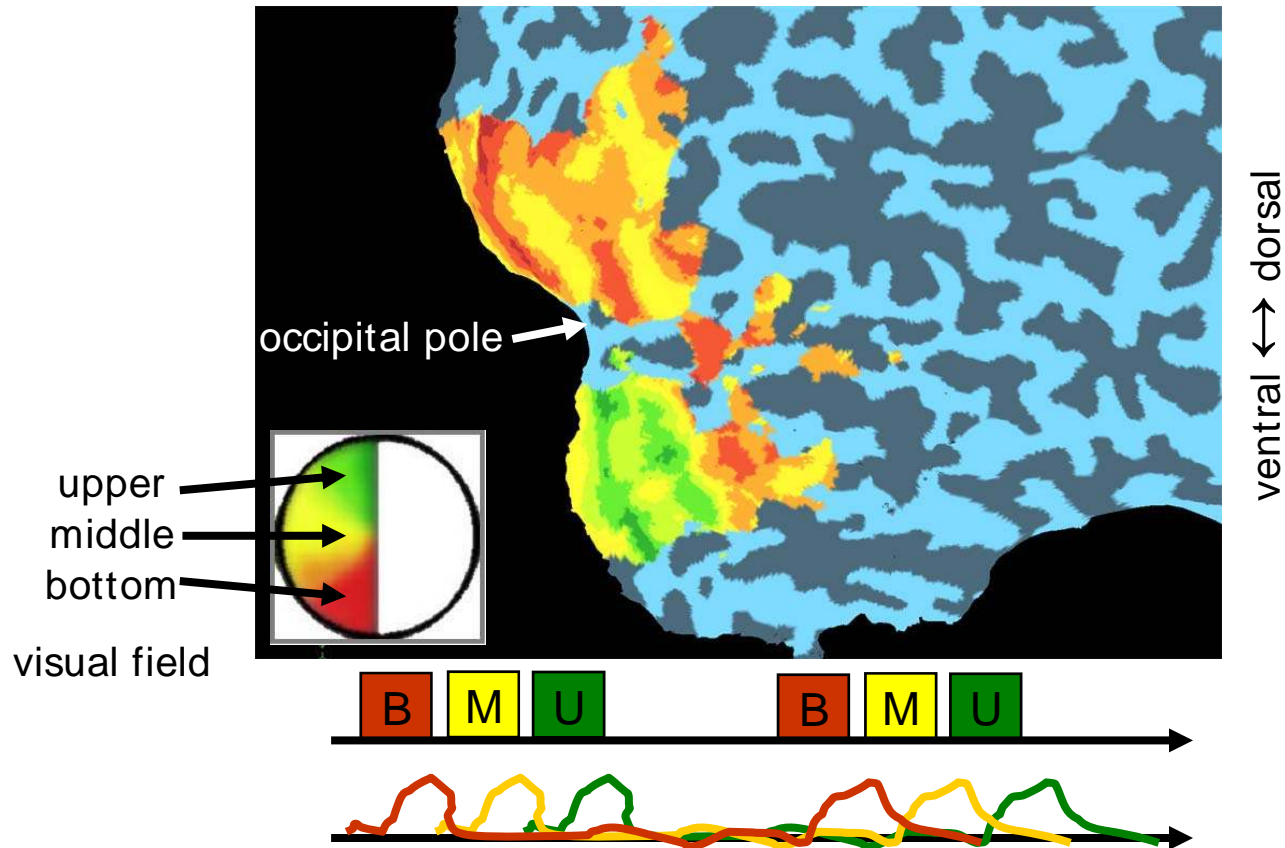 occipital pole
upper
middle
bottom
visual field
ventral ↔ dorsal
B M U B M U